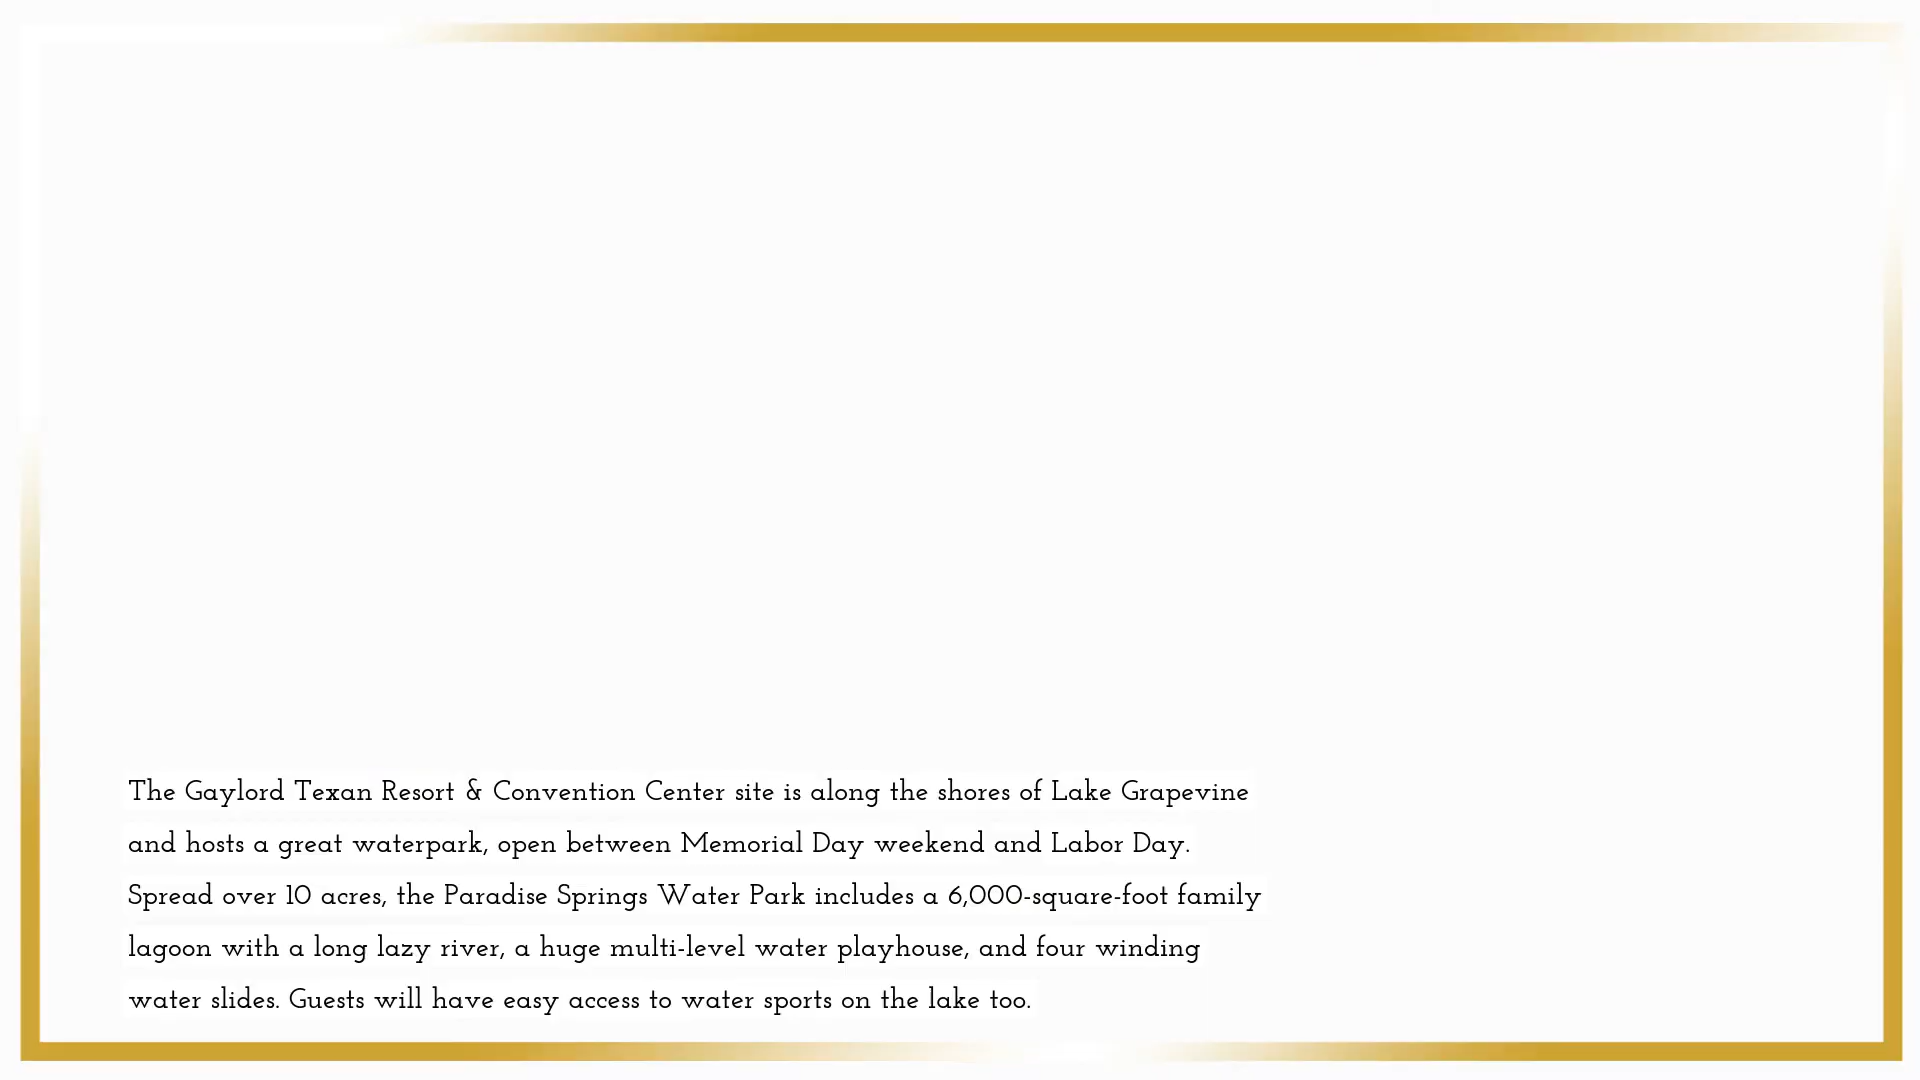 The Gaylord Texan Resort & Convention Center site is along the shores of Lake Grapevine
and hosts a great waterpark, open between Memorial Day weekend and Labor Day.
Spread over 10 acres, the Paradise Springs Water Park includes a 6,000-square-foot family
lagoon with a long lazy river, a huge multi-level water playhouse, and four winding
water slides. Guests will have easy access to water sports on the lake too.